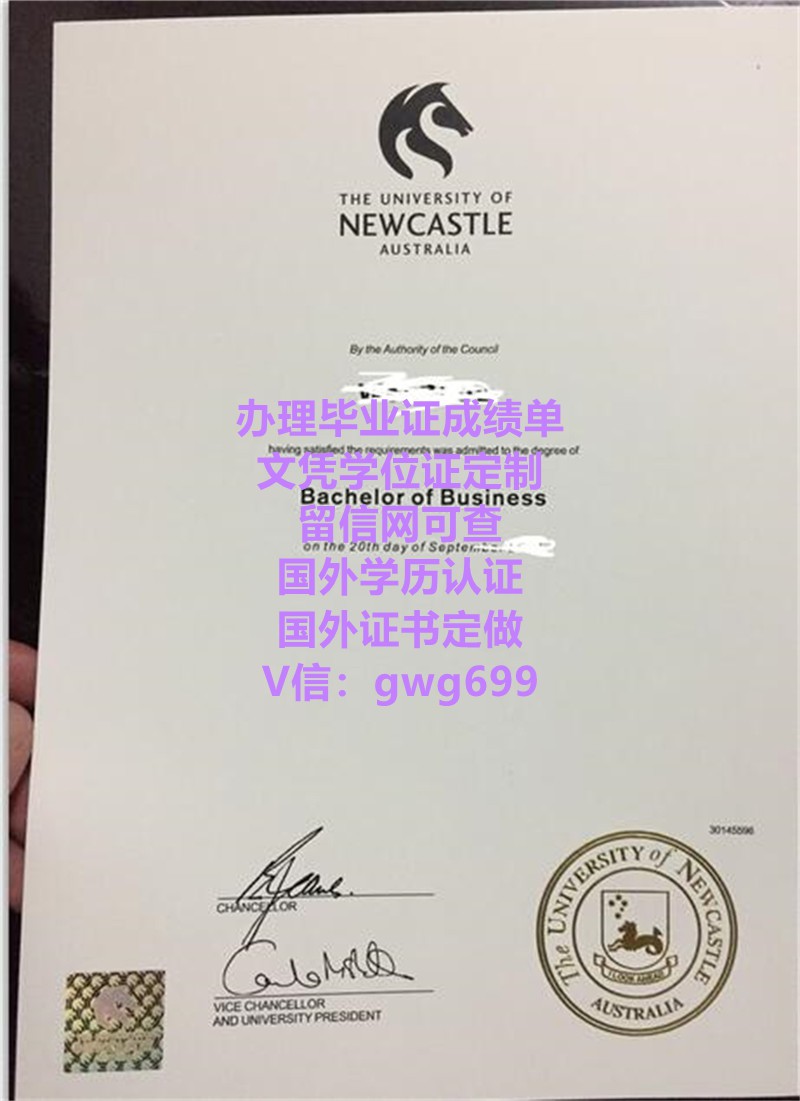 THE UNIVERSITY OF
NEWCASTLE
AUSTRALIA
By the Authority of the Council
办理毕业证成绩单
having satisfied the requirements was admitted to the degree of
文凭学位证定制
Bachelor of Business
留信网可查
on the 20th day of September
国外学历认证
国外证书定做
V信：gwg699
30145596
CHANCELLOR
VICE CHANCELLOR
AND UNIVERSITY PRESIDENT
The UNIVERSITY of NEWCASTLE
I LOOK AHEAD
AUSTRALIA